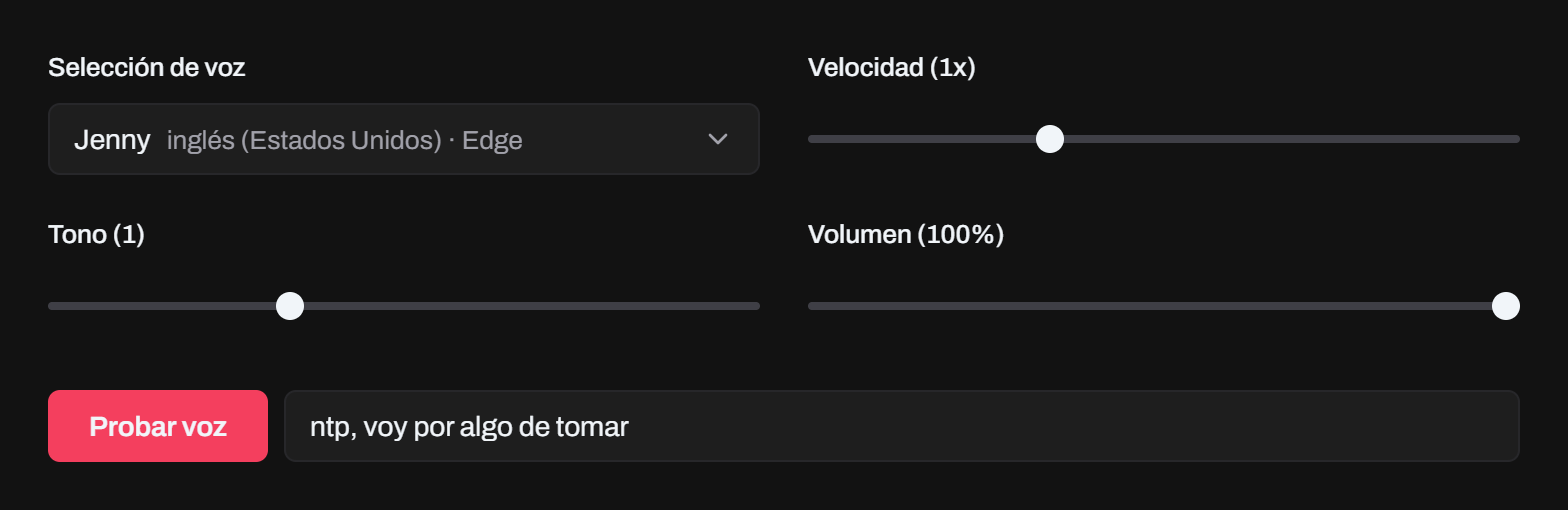 Selección de voz
Velocidad (1x)
Jenny inglés (Estados Unidos) · Edge
Tono (1)
Volumen (100%)
Probar voz
ntp, voy por algo de tomar